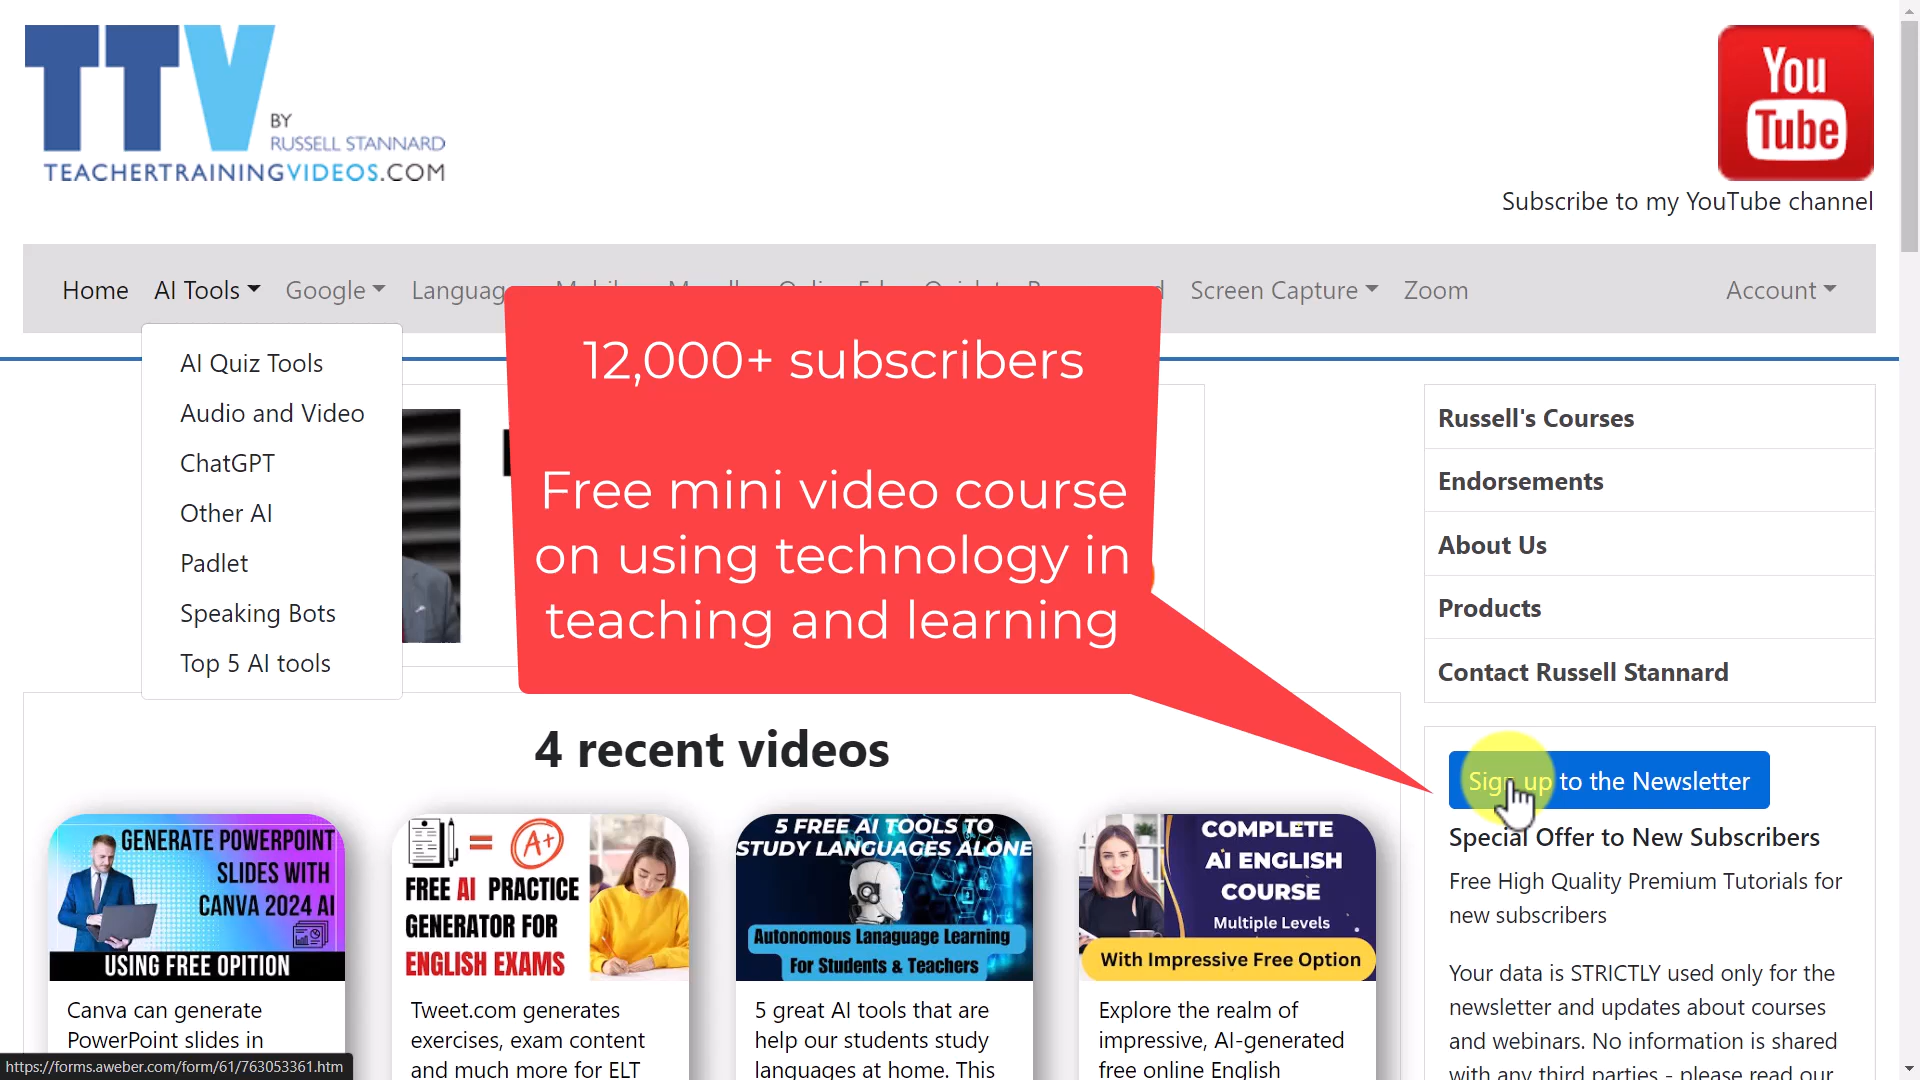 TTV
BY
RUSSELL STANNARD
TEACHERTRAININGVIDEOS.COM
You
Tube
Subscribe to my YouTube channel
Home AI Tools Google Screen Capture Zoom Account
AI Quiz Tools
Audio and Video
ChatGPT
Other AI
Padlet
Speaking Bots
Top 5 AI tools
12,000+ subscribers
Free mini video course
on using technology in
teaching and learning
Russell's Courses
Endorsements
About Us
Products
Contact Russell Stannard
Sign up to the Newsletter
Special Offer to New Subscribers
Free High Quality Premium Tutorials for
new subscribers
Your data is STRICTLY used only for the
newsletter and updates about courses
and webinars. No information is shared
with any third parties - please read our
4 recent videos
GENERATE POWERPOINT
SLIDES WITH
CANVA 2024 AI
USING FREE OPITION
Canva can generate
PowerPoint slides in
= A+
FREE AI PRACTICE
GENERATOR FOR
ENGLISH EXAMS
Tweet.com generates
exercises, exam content
and much more for ELT
5 FREE AI TOOLS TO
STUDY LANGUAGES ALONE
Autonomous Lanaguage Learning
For Students & Teachers
5 great AI tools that are
help our students study
languages at home. This
COMPLETE
AI ENGLISH
COURSE
Multiple Levels
With Impressive Free Option
Explore the realm of
impressive, AI-generated
free online English
https://forms.aweber.com/form/61/763053361.htm